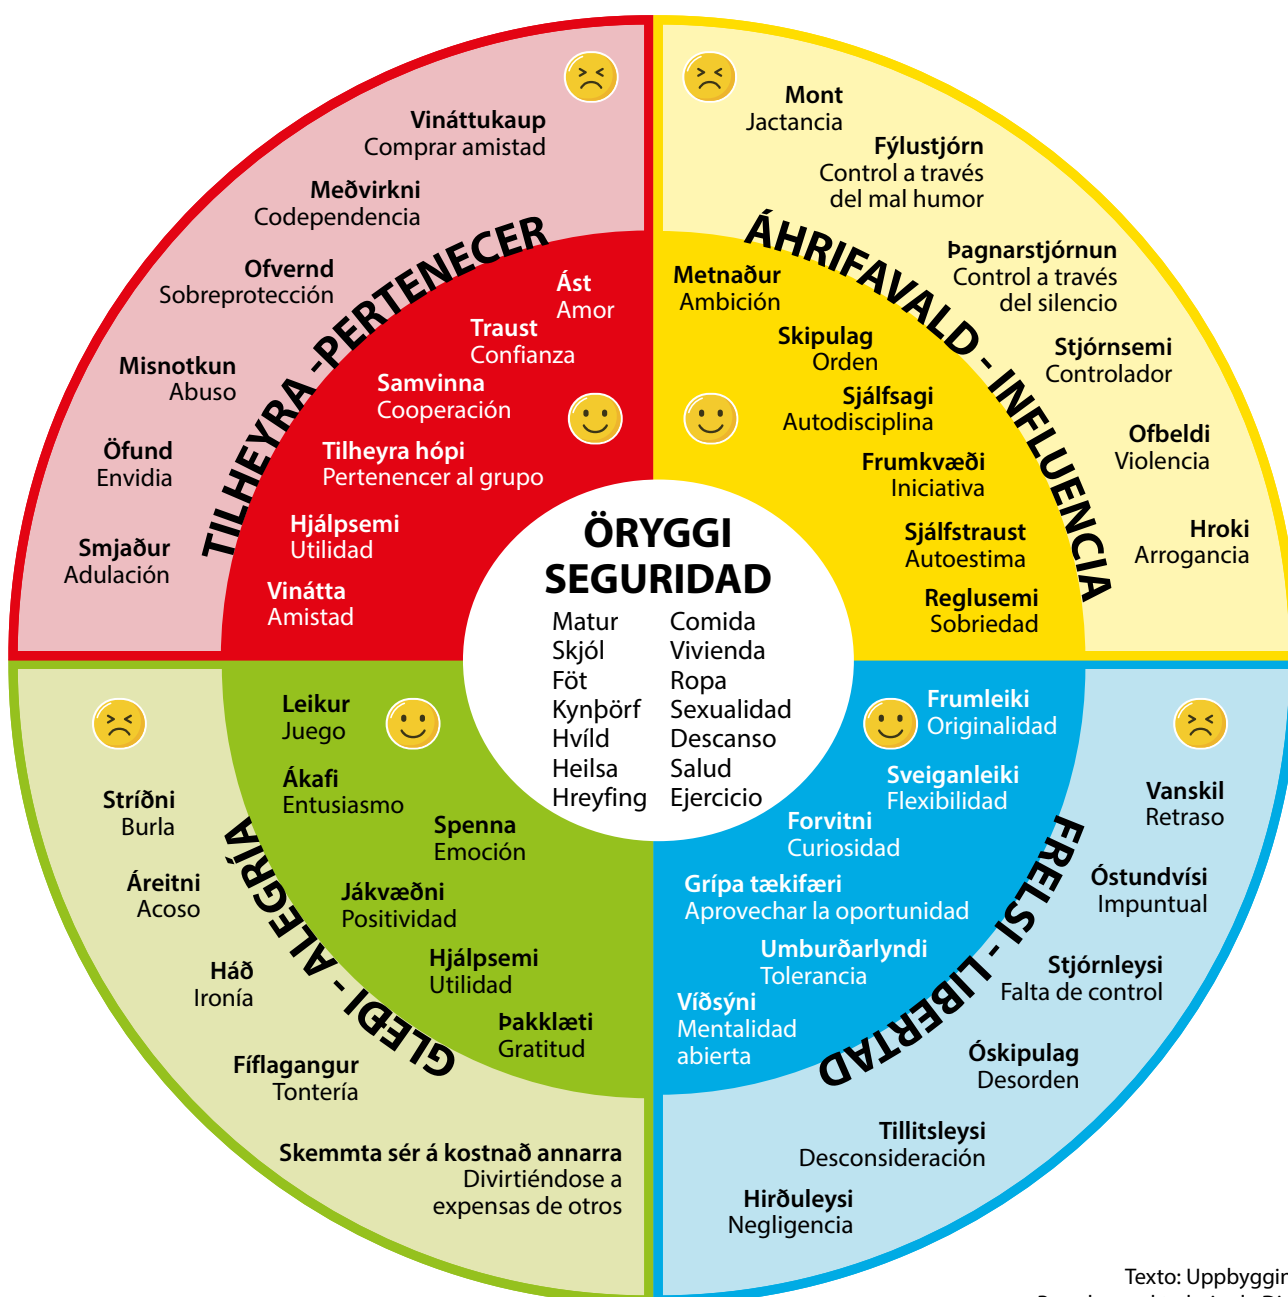 Vináttukaup
Comprar amistad
Meðvirkni
Codependencia
Ofvernd
Sobreprotección
Misnotkun
Abuso
Öfund
Envidia
Smjaður
Adulación
TILHEYRA -PERTENECER
Ást
Amor
Traust
Confianza
Samvinna
Cooperación
Tilheyra hópi
Pertenencer al grupo
Hjálpsemi
Utilidad
Vinátta
Amistad
Mont
Jactancia
Fýlustjórn
Control a través
del mal humor
Þagnarstjórnun
Control a través
del silencio
Stjórnsemi
Controlador
Ofbeldi
Violencia
Hroki
Arrogancia
ÁHRIFAVALD - INFLUENCIA
Metnaður
Ambición
Skipulag
Orden
Sjálfsagi
Autodisciplina
Frumkvæði
Iniciativa
Sjálfstraust
Autoestima
Reglusemi
Sobriedad
ÖRYGGI
SEGURIDAD
Matur Comida
Skjól Vivienda
Föt Ropa
Kynþörf Sexualidad
Hvíld Descanso
Heilsa Salud
Hreyfing Ejercicio
Leikur
Juego
Ákafi
Entusiasmo
Spenna
Emoción
Jákvæðni
Positividad
Hjálpsemi
Utilidad
Þakklæti
Gratitud
GLEÐI - ALEGRÍA
Stríðni
Burla
Áreitni
Acoso
Háð
Ironía
Fíflagangur
Tontería
Skemmta sér á kostnað annarra
Divirtiéndose a
expensas de otros
Frumleiki
Originalidad
Sveiganleiki
Flexibilidad
Forvitni
Curiosidad
Grípa tækifæri
Aprovechar la oportunidad
Umburðarlyndi
Tolerancia
Víðsýni
Mentalidad
abierta
FRELSI - LIBERTAD
Vanskil
Retraso
Óstundvísi
Impuntual
Stjórnleysi
Falta de control
Óskipulag
Desorden
Tillitsleysi
Desconsideración
Hirðuleysi
Negligencia
Texto: Uppbyggin